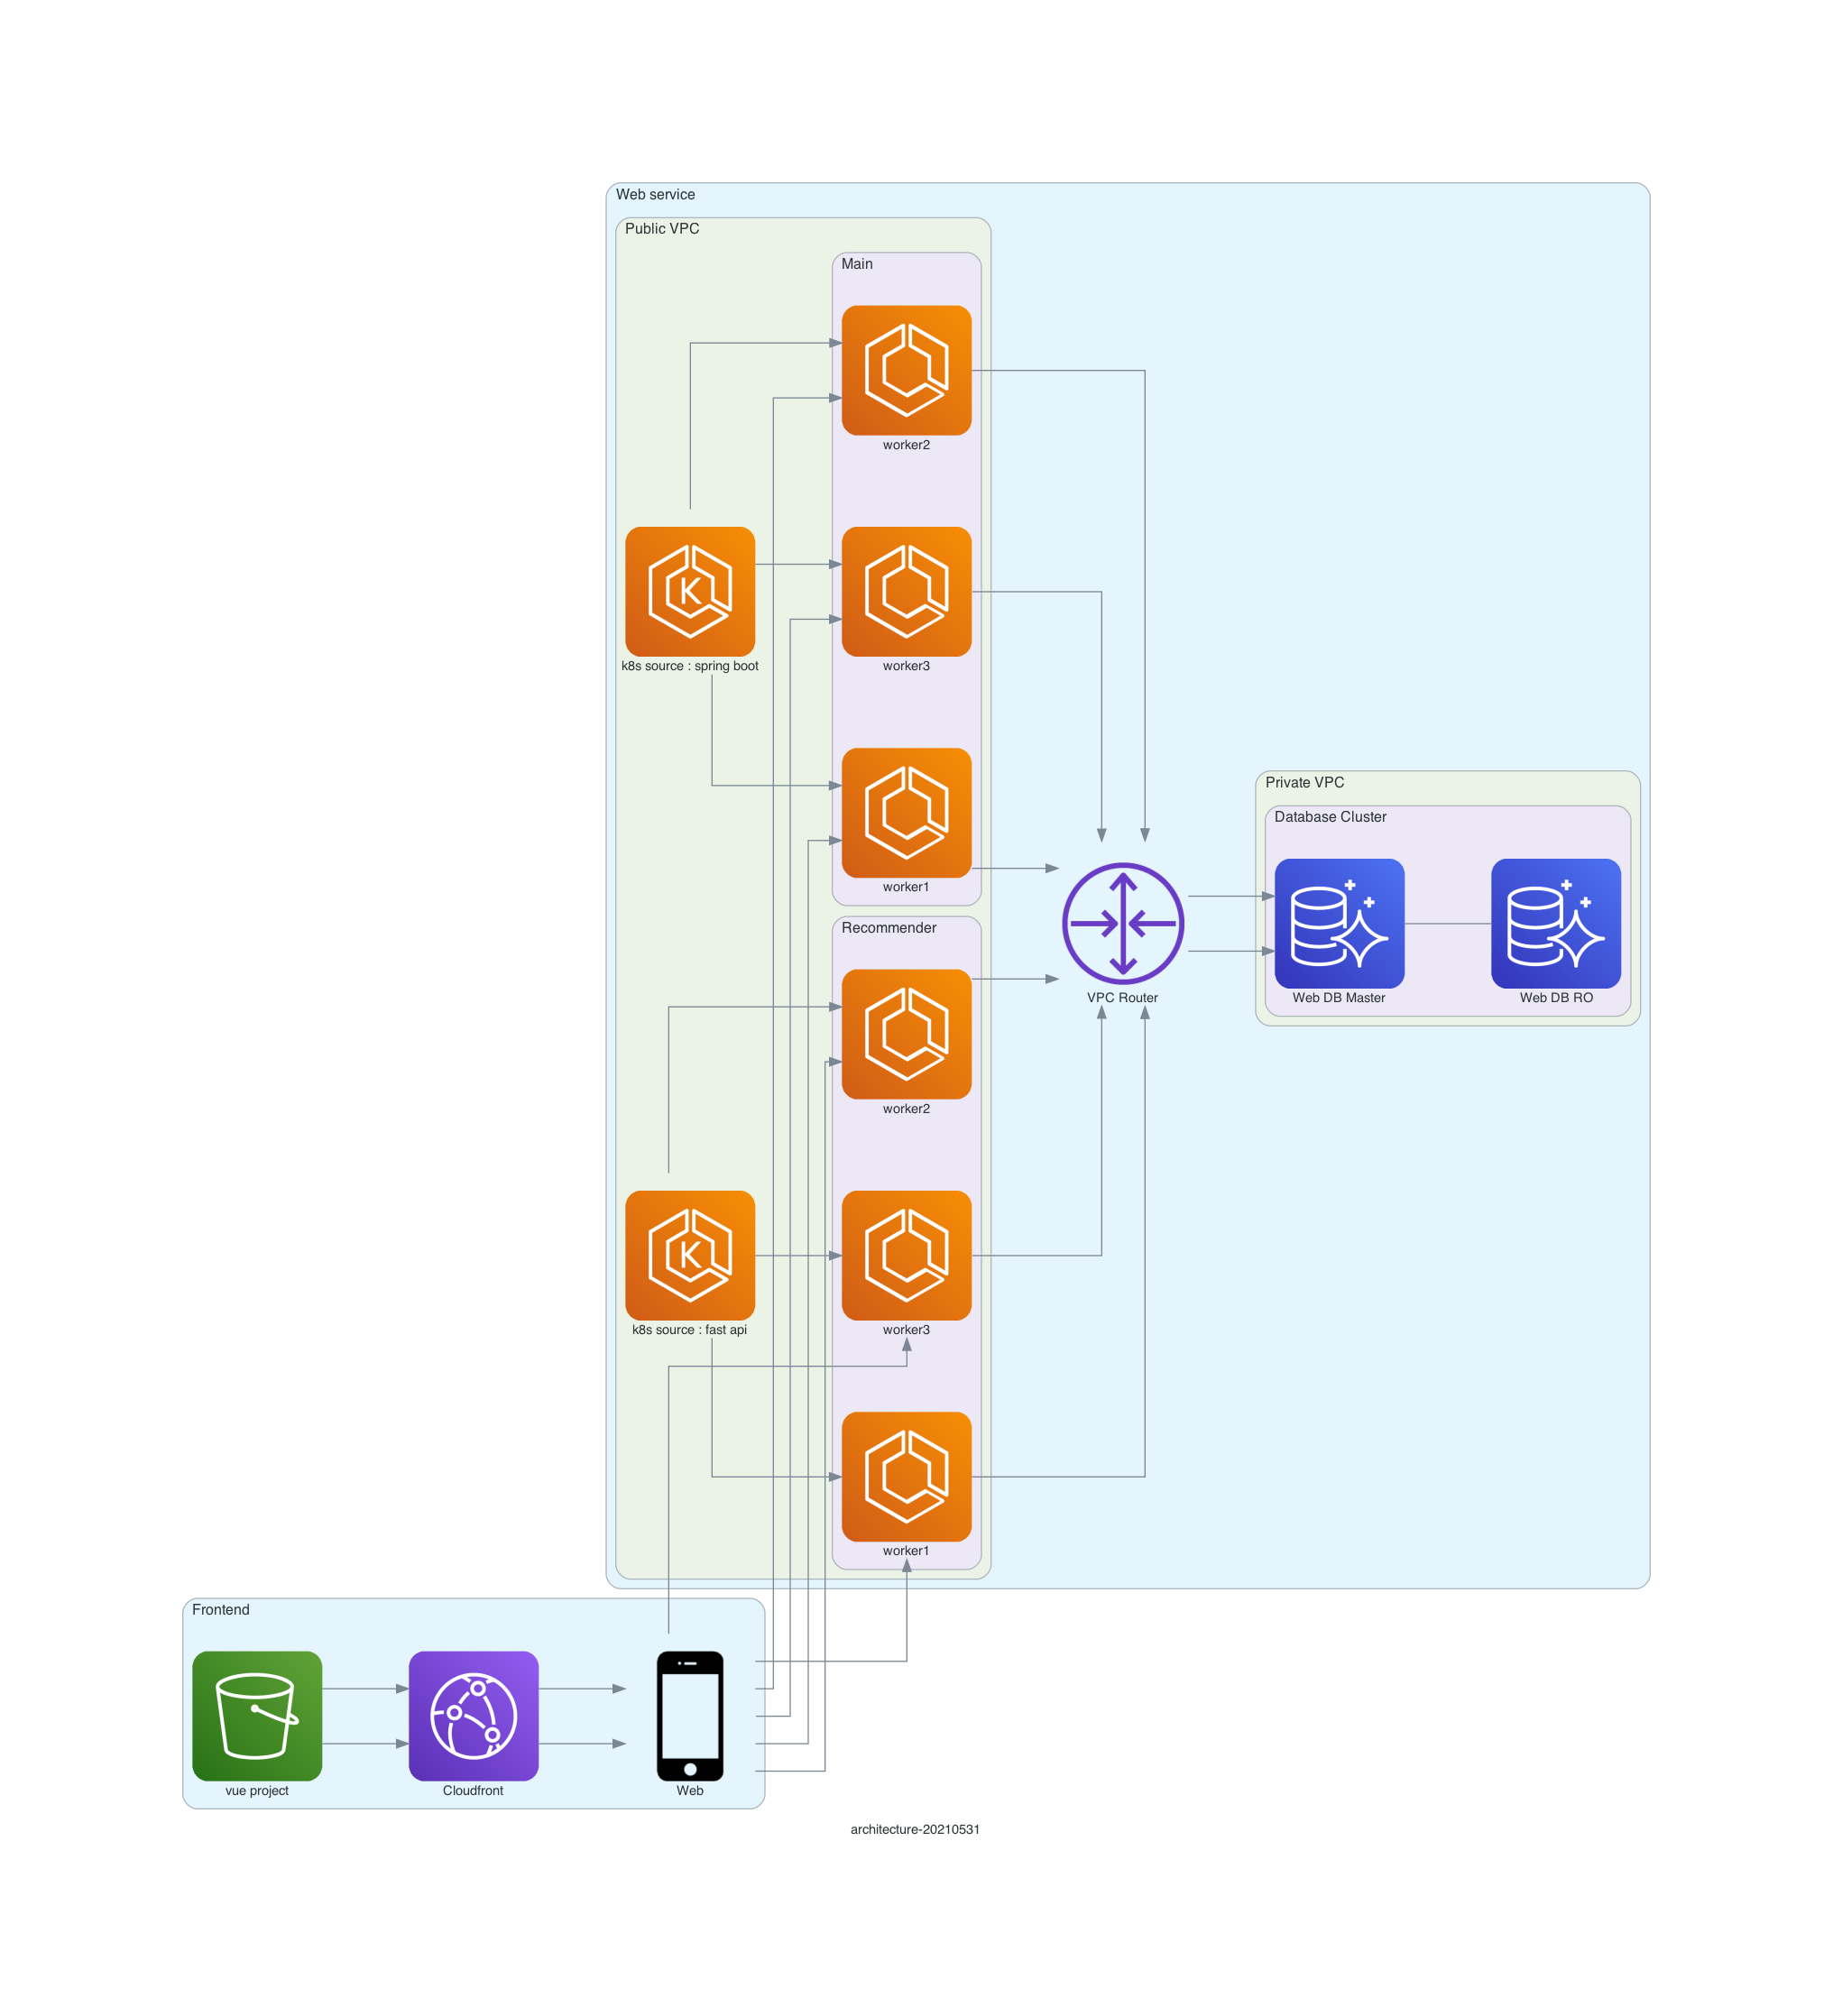 Web service
Public VPC
Main
worker2
k8s source : spring boot
worker3
worker1
Private VPC
Database Cluster
Recommender
VPC Router
Web DB Master
Web DB RO
worker2
k8s source : fast api
worker3
worker1
Frontend
vue project
Cloudfront
Web
architecture-20210531
K
K